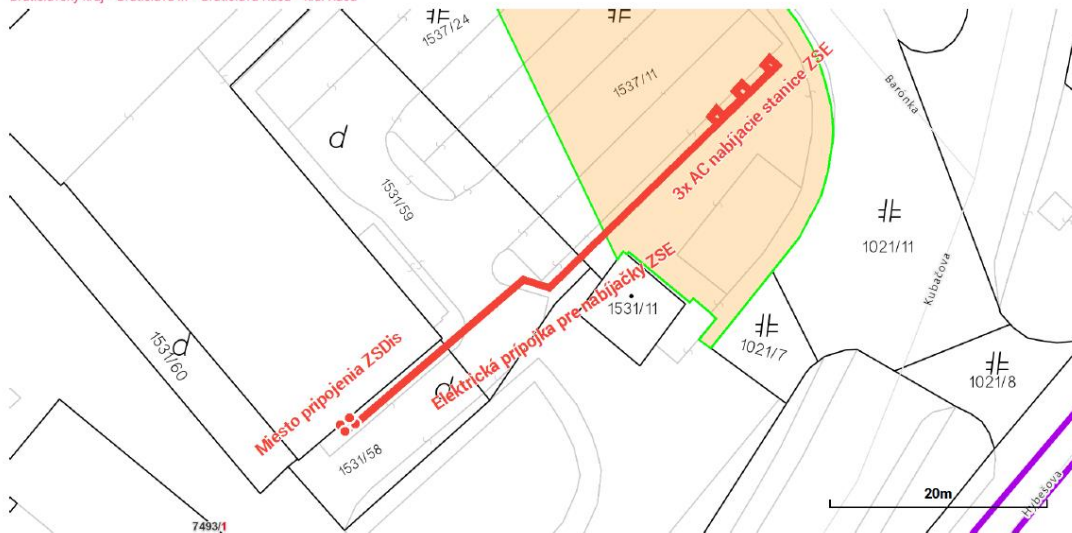 1537/24
1537/11
Barónka
3x AC nabíjacie stanice ZSE
1531/59
1021/11
Kubačova
Elektrická prípojka pre nabíjačky ZSE
1531/11
1021/7
1021/8
1531/60
Miesto pripojenia ZSDis
1531/58
20m
Hybešova
7493/1